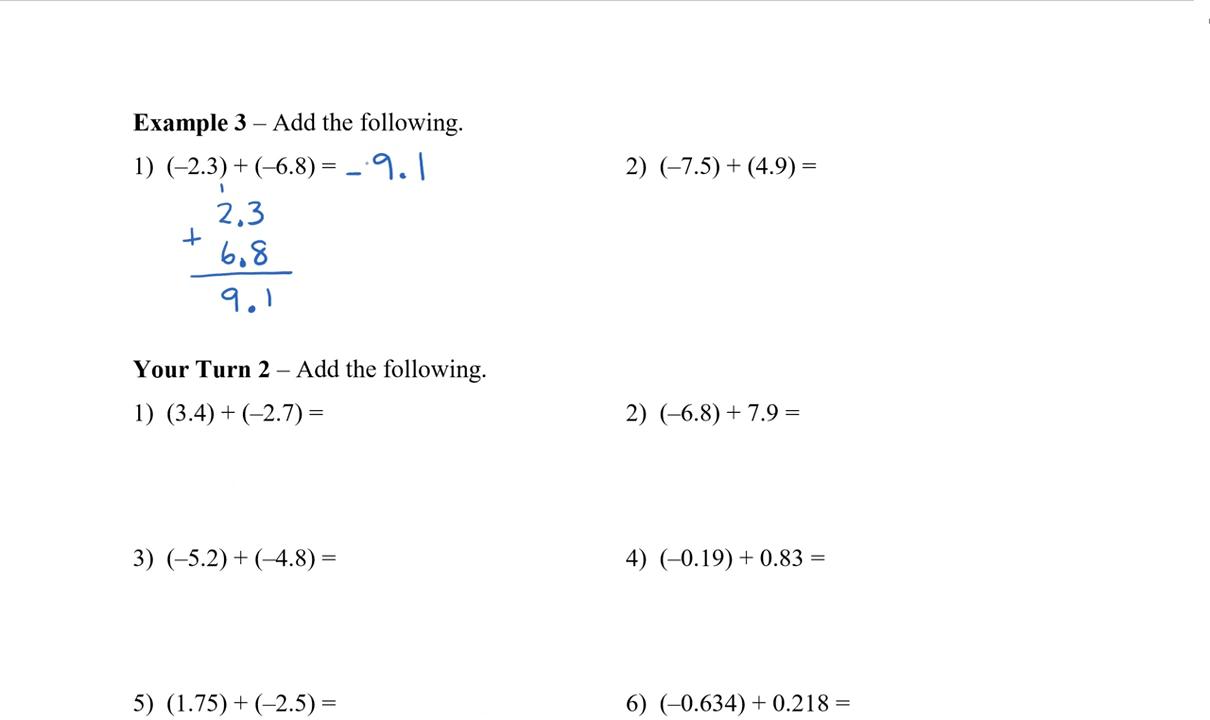 Example 3 – Add the following.
1) (–2.3) + (–6.8) = –9.1
2) (–7.5) + (4.9) =
1
2.3
+ 6.8
9.1
Your Turn 2 – Add the following.
1) (3.4) + (–2.7) =
2) (–6.8) + 7.9 =
3) (–5.2) + (–4.8) =
4) (–0.19) + 0.83 =
5) (1.75) + (–2.5) =
6) (–0.634) + 0.218 =